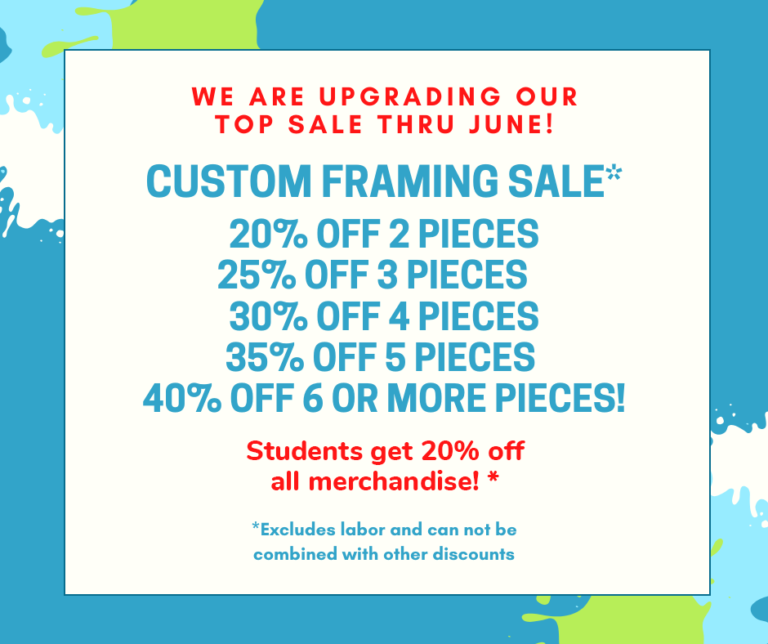 WE ARE UPGRADING OUR
TOP SALE THRU JUNE!
CUSTOM FRAMING SALE*
20% OFF 2 PIECES
25% OFF 3 PIECES
30% OFF 4 PIECES
35% OFF 5 PIECES
40% OFF 6 OR MORE PIECES!
Students get 20% off
all merchandise! *
*Excludes labor and can not be
combined with other discounts